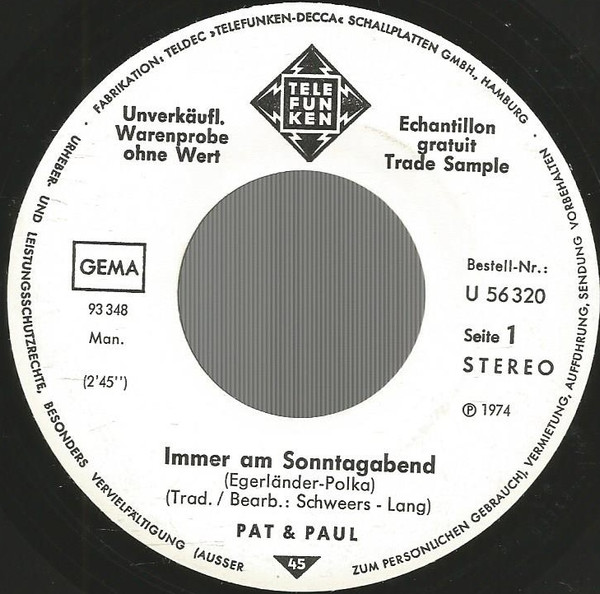 · FABRIKATION: TELDEC »TELEFUNKEN-DECCA« SCHALLPLATTEN GMBH., HAMBURG ·
TELE
FUN
KEN
Unverkäufl.
Warenprobe
ohne Wert
Echantillon
gratuit
Trade Sample
GEMA
93 348
Man.
(2'45'')
Bestell-Nr.:
U 56 320
Seite 1
STEREO
℗ 1974
Immer am Sonntagabend
(Egerländer-Polka)
(Trad. / Bearb.: Schweers - Lang)
PAT & PAUL
45
URHEBER- UND LEISTUNGSSCHUTZRECHTE, BESONDERS VERVIELFÄLTIGUNG (AUSSER ZUM PERSÖNLICHEN GEBRAUCH), VERMIETUNG, AUFFÜHRUNG, SENDUNG VORBEHALTEN